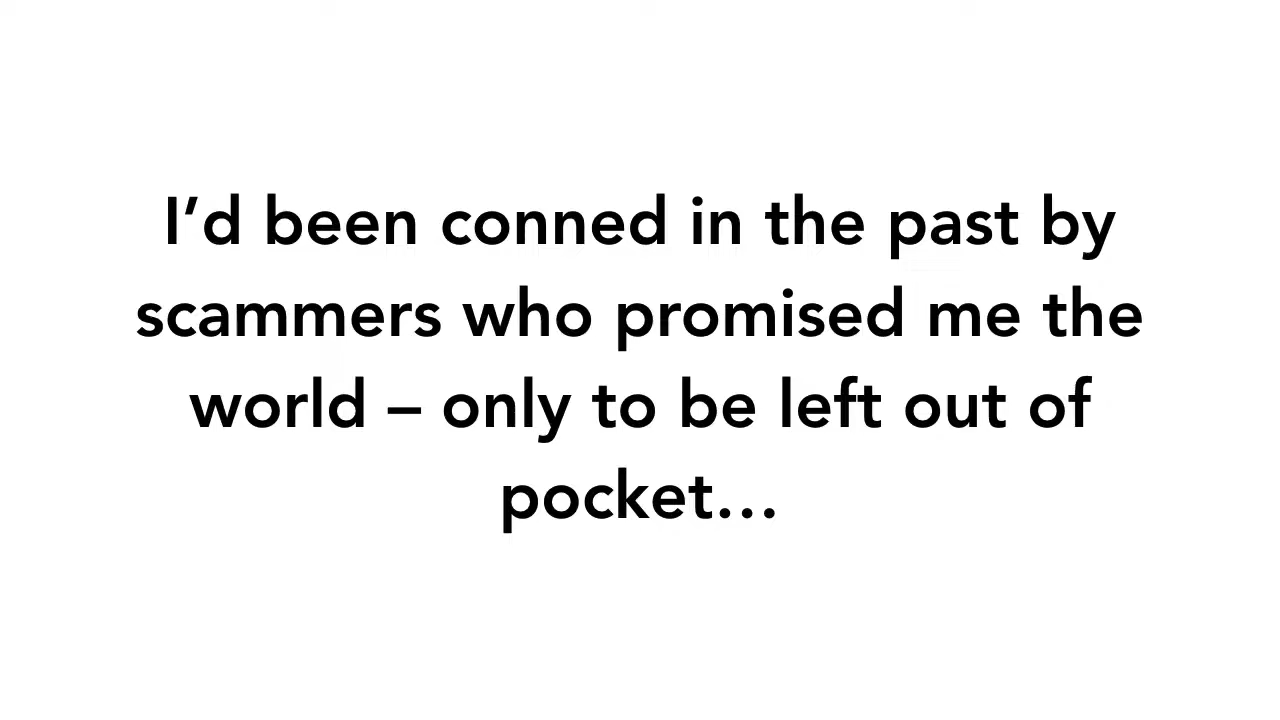 I’d been conned in the past by
scammers who promised me the
world – only to be left out of
pocket…